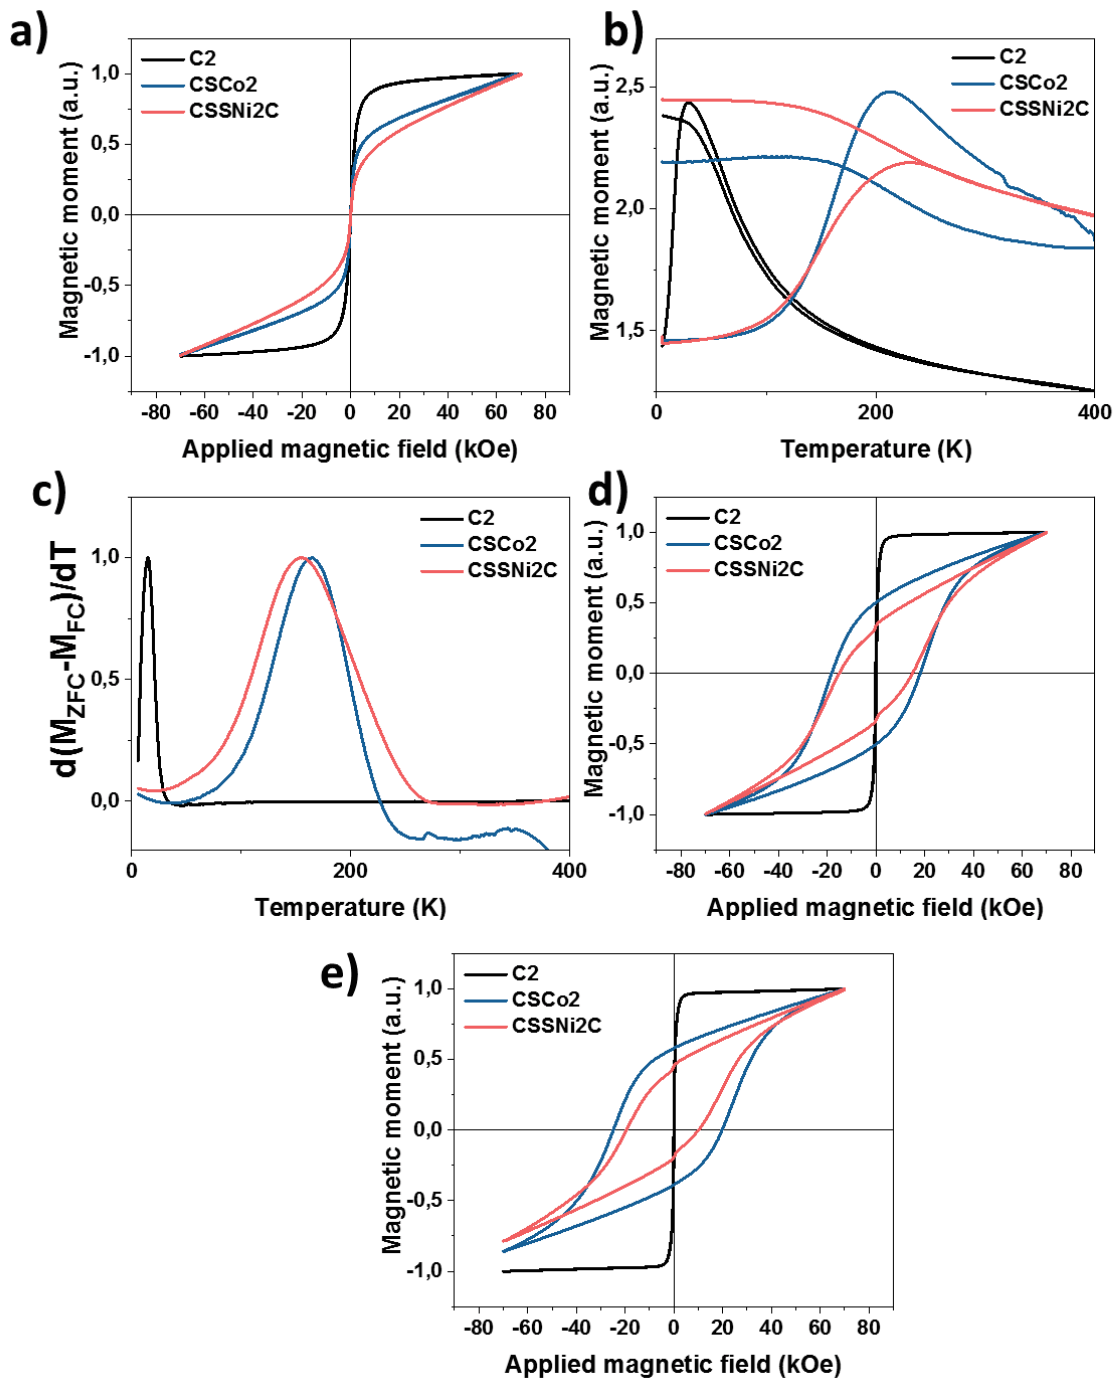 a)
C2
CSCo2
CSSNi2C
Magnetic moment (a.u.)
1,0
0,5
0,0
-0,5
-1,0
-80 -60 -40 -20 0 20 40 60 80
Applied magnetic field (kOe)
b)
C2
CSCo2
CSSNi2C
Magnetic moment (a.u.)
2,5
2,0
1,5
0 200 400
Temperature (K)
c)
C2
CSCo2
CSSNi2C
d(M_ZFC-M_FC)/dT
1,0
0,5
0,0
0 200 400
Temperature (K)
d)
C2
CSCo2
CSSNi2C
Magnetic moment (a.u.)
1,0
0,5
0,0
-0,5
-1,0
-80 -60 -40 -20 0 20 40 60 80
Applied magnetic field (kOe)
e)
C2
CSCo2
CSSNi2C
Magnetic moment (a.u.)
1,0
0,5
0,0
-0,5
-1,0
-80 -60 -40 -20 0 20 40 60 80
Applied magnetic field (kOe)